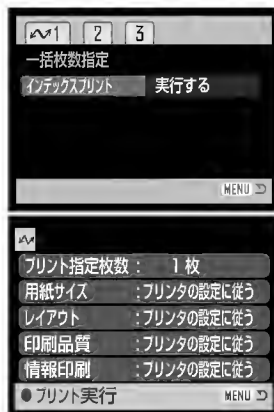 1 2 3
一括枚数指定
インデックスプリント 実行する
MENU
プリント指定枚数: 1枚
用紙サイズ :プリンタの設定に従う
レイアウト :プリンタの設定に従う
印刷品質 :プリンタの設定に従う
情報印刷 :プリンタの設定に従う
●プリント実行 MENU